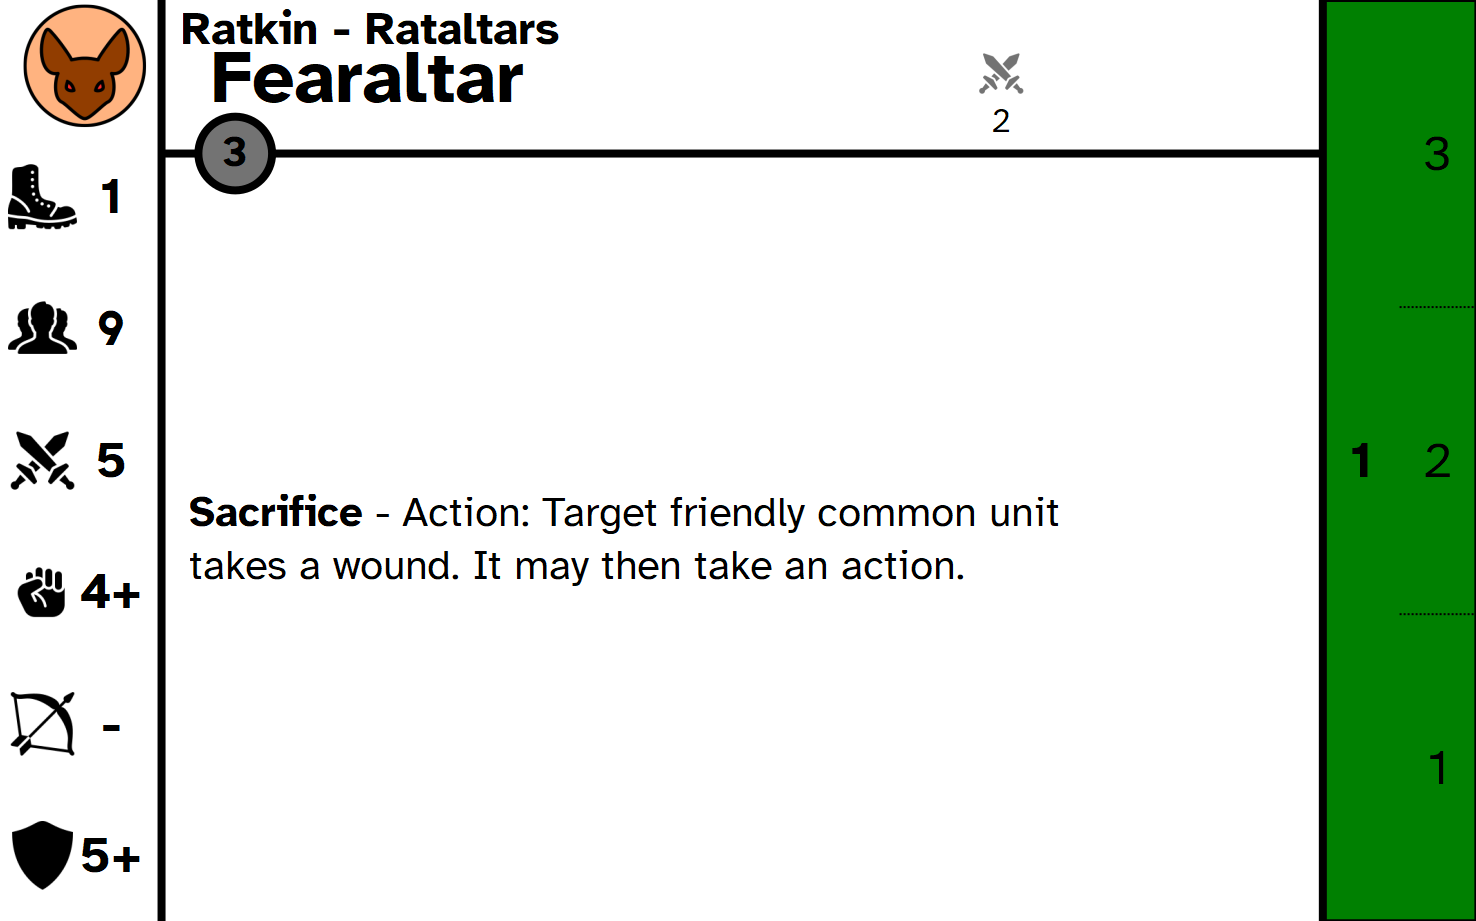 Ratkin - Rataltars
Fearaltar
2
3
1
9
5
4+
-
5+
Sacrifice - Action: Target friendly common unit
takes a wound. It may then take an action.
3
1 2
1